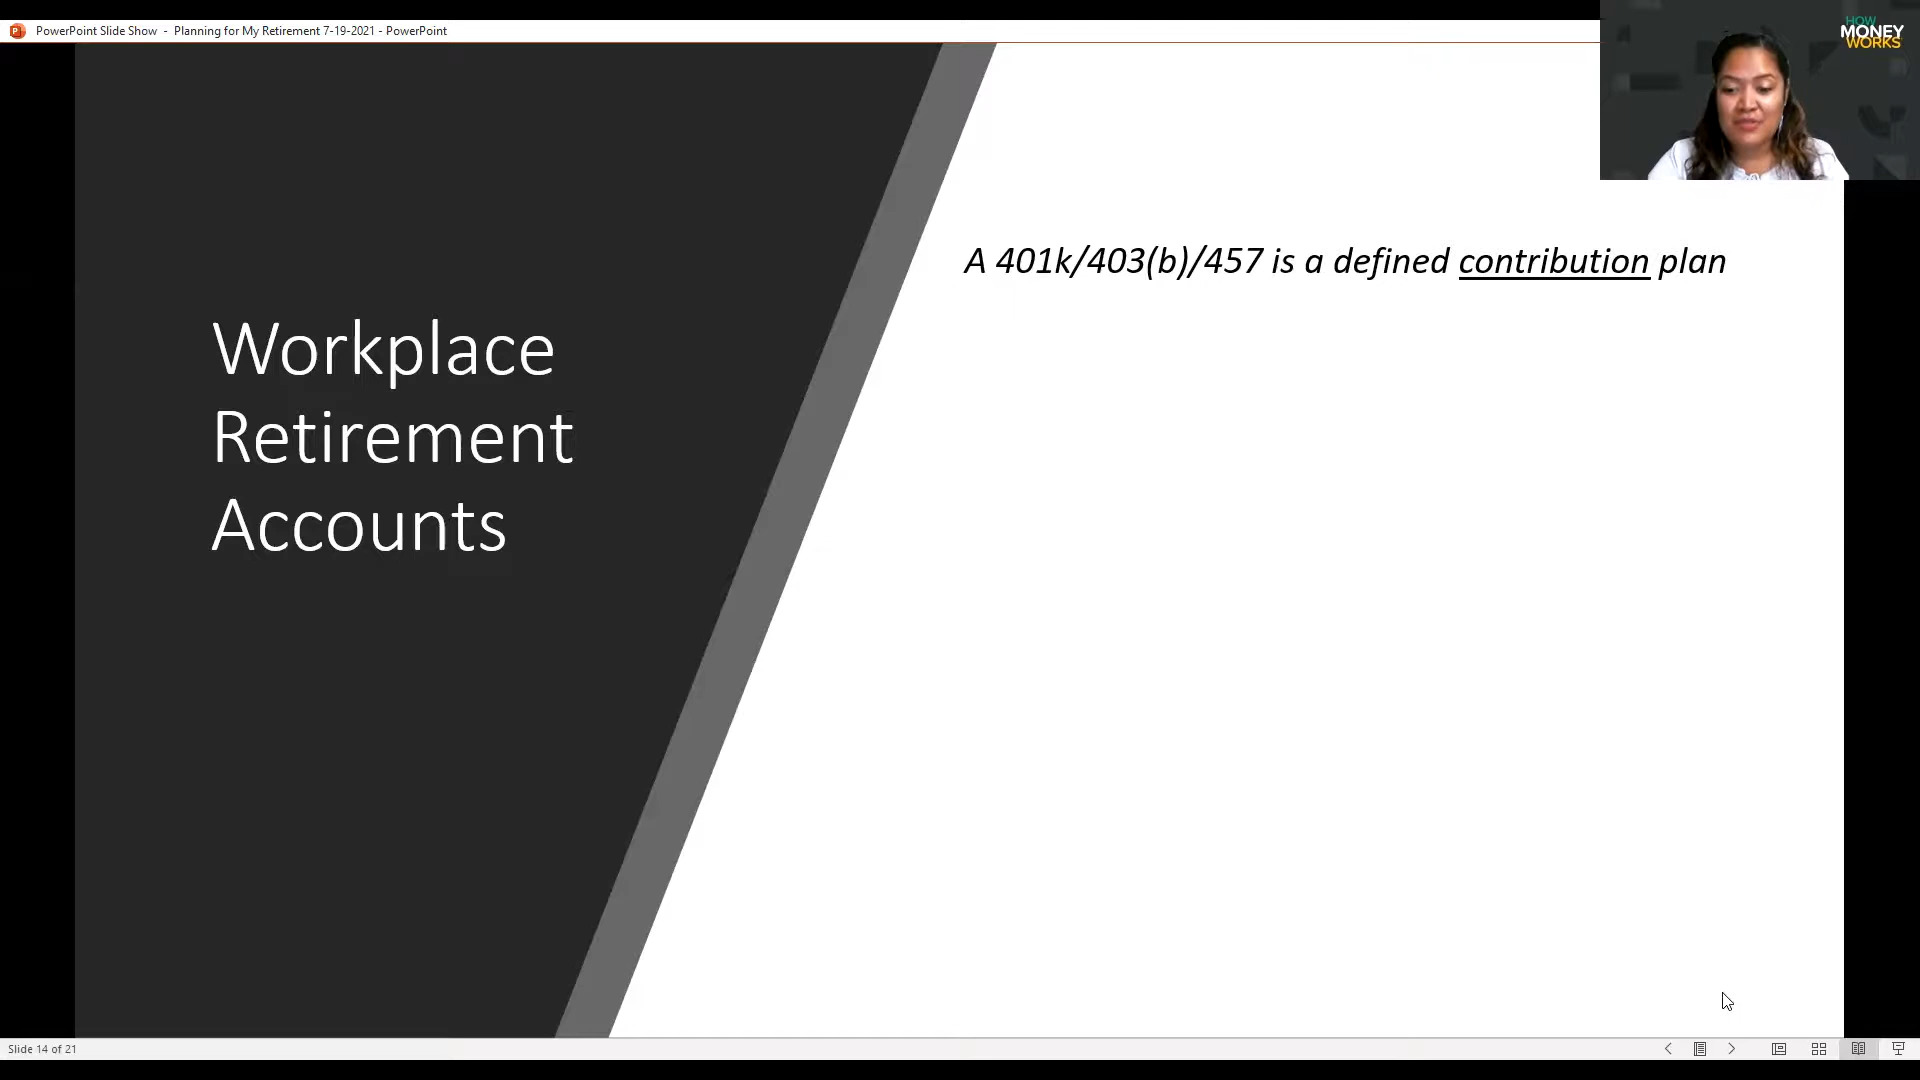 PowerPoint Slide Show - Planning for My Retirement 7-19-2021 - PowerPoint
HOW
MONEY
WORKS
A 401k/403(b)/457 is a defined contribution plan
Workplace
Retirement
Accounts
Slide 14 of 21